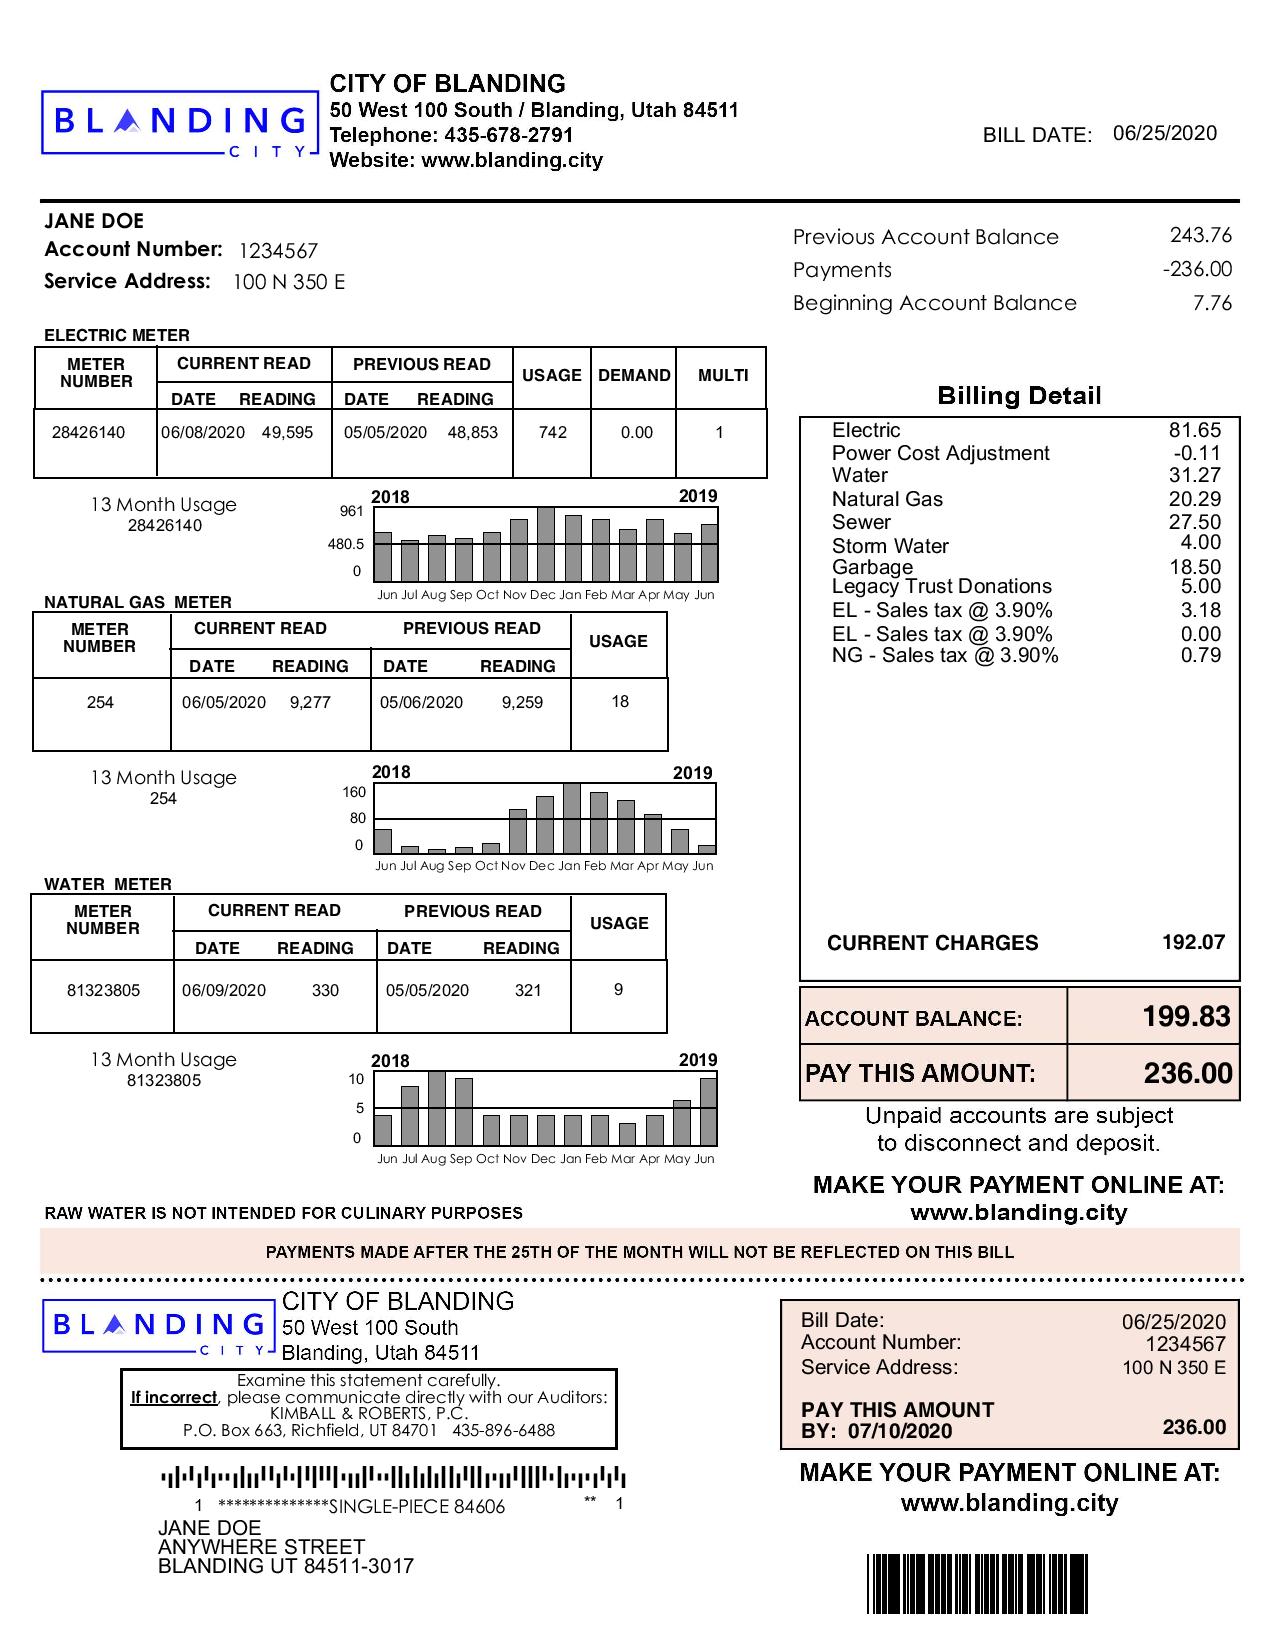 BLANDING
CITY
CITY OF BLANDING
50 West 100 South / Blanding, Utah 84511
Telephone: 435-678-2791
Website: www.blanding.city
BILL DATE: 06/25/2020
JANE DOE
Account Number: 1234567
Service Address: 100 N 350 E
Previous Account Balance 243.76
Payments -236.00
Beginning Account Balance 7.76
ELECTRIC METER
METER NUMBER CURRENT READ PREVIOUS READ USAGE DEMAND MULTI
DATE READING DATE READING
28426140 06/08/2020 49,595 05/05/2020 48,853 742 0.00 1
13 Month Usage
28426140
2018 2019
961
480.5
0
Jun Jul Aug Sep Oct Nov Dec Jan Feb Mar Apr May Jun
NATURAL GAS METER
METER NUMBER CURRENT READ PREVIOUS READ USAGE
DATE READING DATE READING
254 06/05/2020 9,277 05/06/2020 9,259 18
13 Month Usage
254
2018 2019
160
80
0
Jun Jul Aug Sep Oct Nov Dec Jan Feb Mar Apr May Jun
WATER METER
METER NUMBER CURRENT READ PREVIOUS READ USAGE
DATE READING DATE READING
81323805 06/09/2020 330 05/05/2020 321 9
13 Month Usage
81323805
2018 2019
10
5
0
Jun Jul Aug Sep Oct Nov Dec Jan Feb Mar Apr May Jun
Billing Detail
Electric 81.65
Power Cost Adjustment -0.11
Water 31.27
Natural Gas 20.29
Sewer 27.50
Storm Water 4.00
Garbage 18.50
Legacy Trust Donations 5.00
EL - Sales tax @ 3.90% 3.18
EL - Sales tax @ 3.90% 0.00
NG - Sales tax @ 3.90% 0.79
CURRENT CHARGES 192.07
ACCOUNT BALANCE: 199.83
PAY THIS AMOUNT: 236.00
Unpaid accounts are subject
to disconnect and deposit.
MAKE YOUR PAYMENT ONLINE AT:
www.blanding.city
RAW WATER IS NOT INTENDED FOR CULINARY PURPOSES
PAYMENTS MADE AFTER THE 25TH OF THE MONTH WILL NOT BE REFLECTED ON THIS BILL
BLANDING
CITY
CITY OF BLANDING
50 West 100 South
Blanding, Utah 84511
Examine this statement carefully.
If incorrect, please communicate directly with our Auditors:
KIMBALL & ROBERTS, P.C.
P.O. Box 663, Richfield, UT 84701 435-896-6488
1 **************SINGLE-PIECE 84606 ** 1
JANE DOE
ANYWHERE STREET
BLANDING UT 84511-3017
Bill Date: 06/25/2020
Account Number: 1234567
Service Address: 100 N 350 E
PAY THIS AMOUNT
BY: 07/10/2020 236.00
MAKE YOUR PAYMENT ONLINE AT:
www.blanding.city